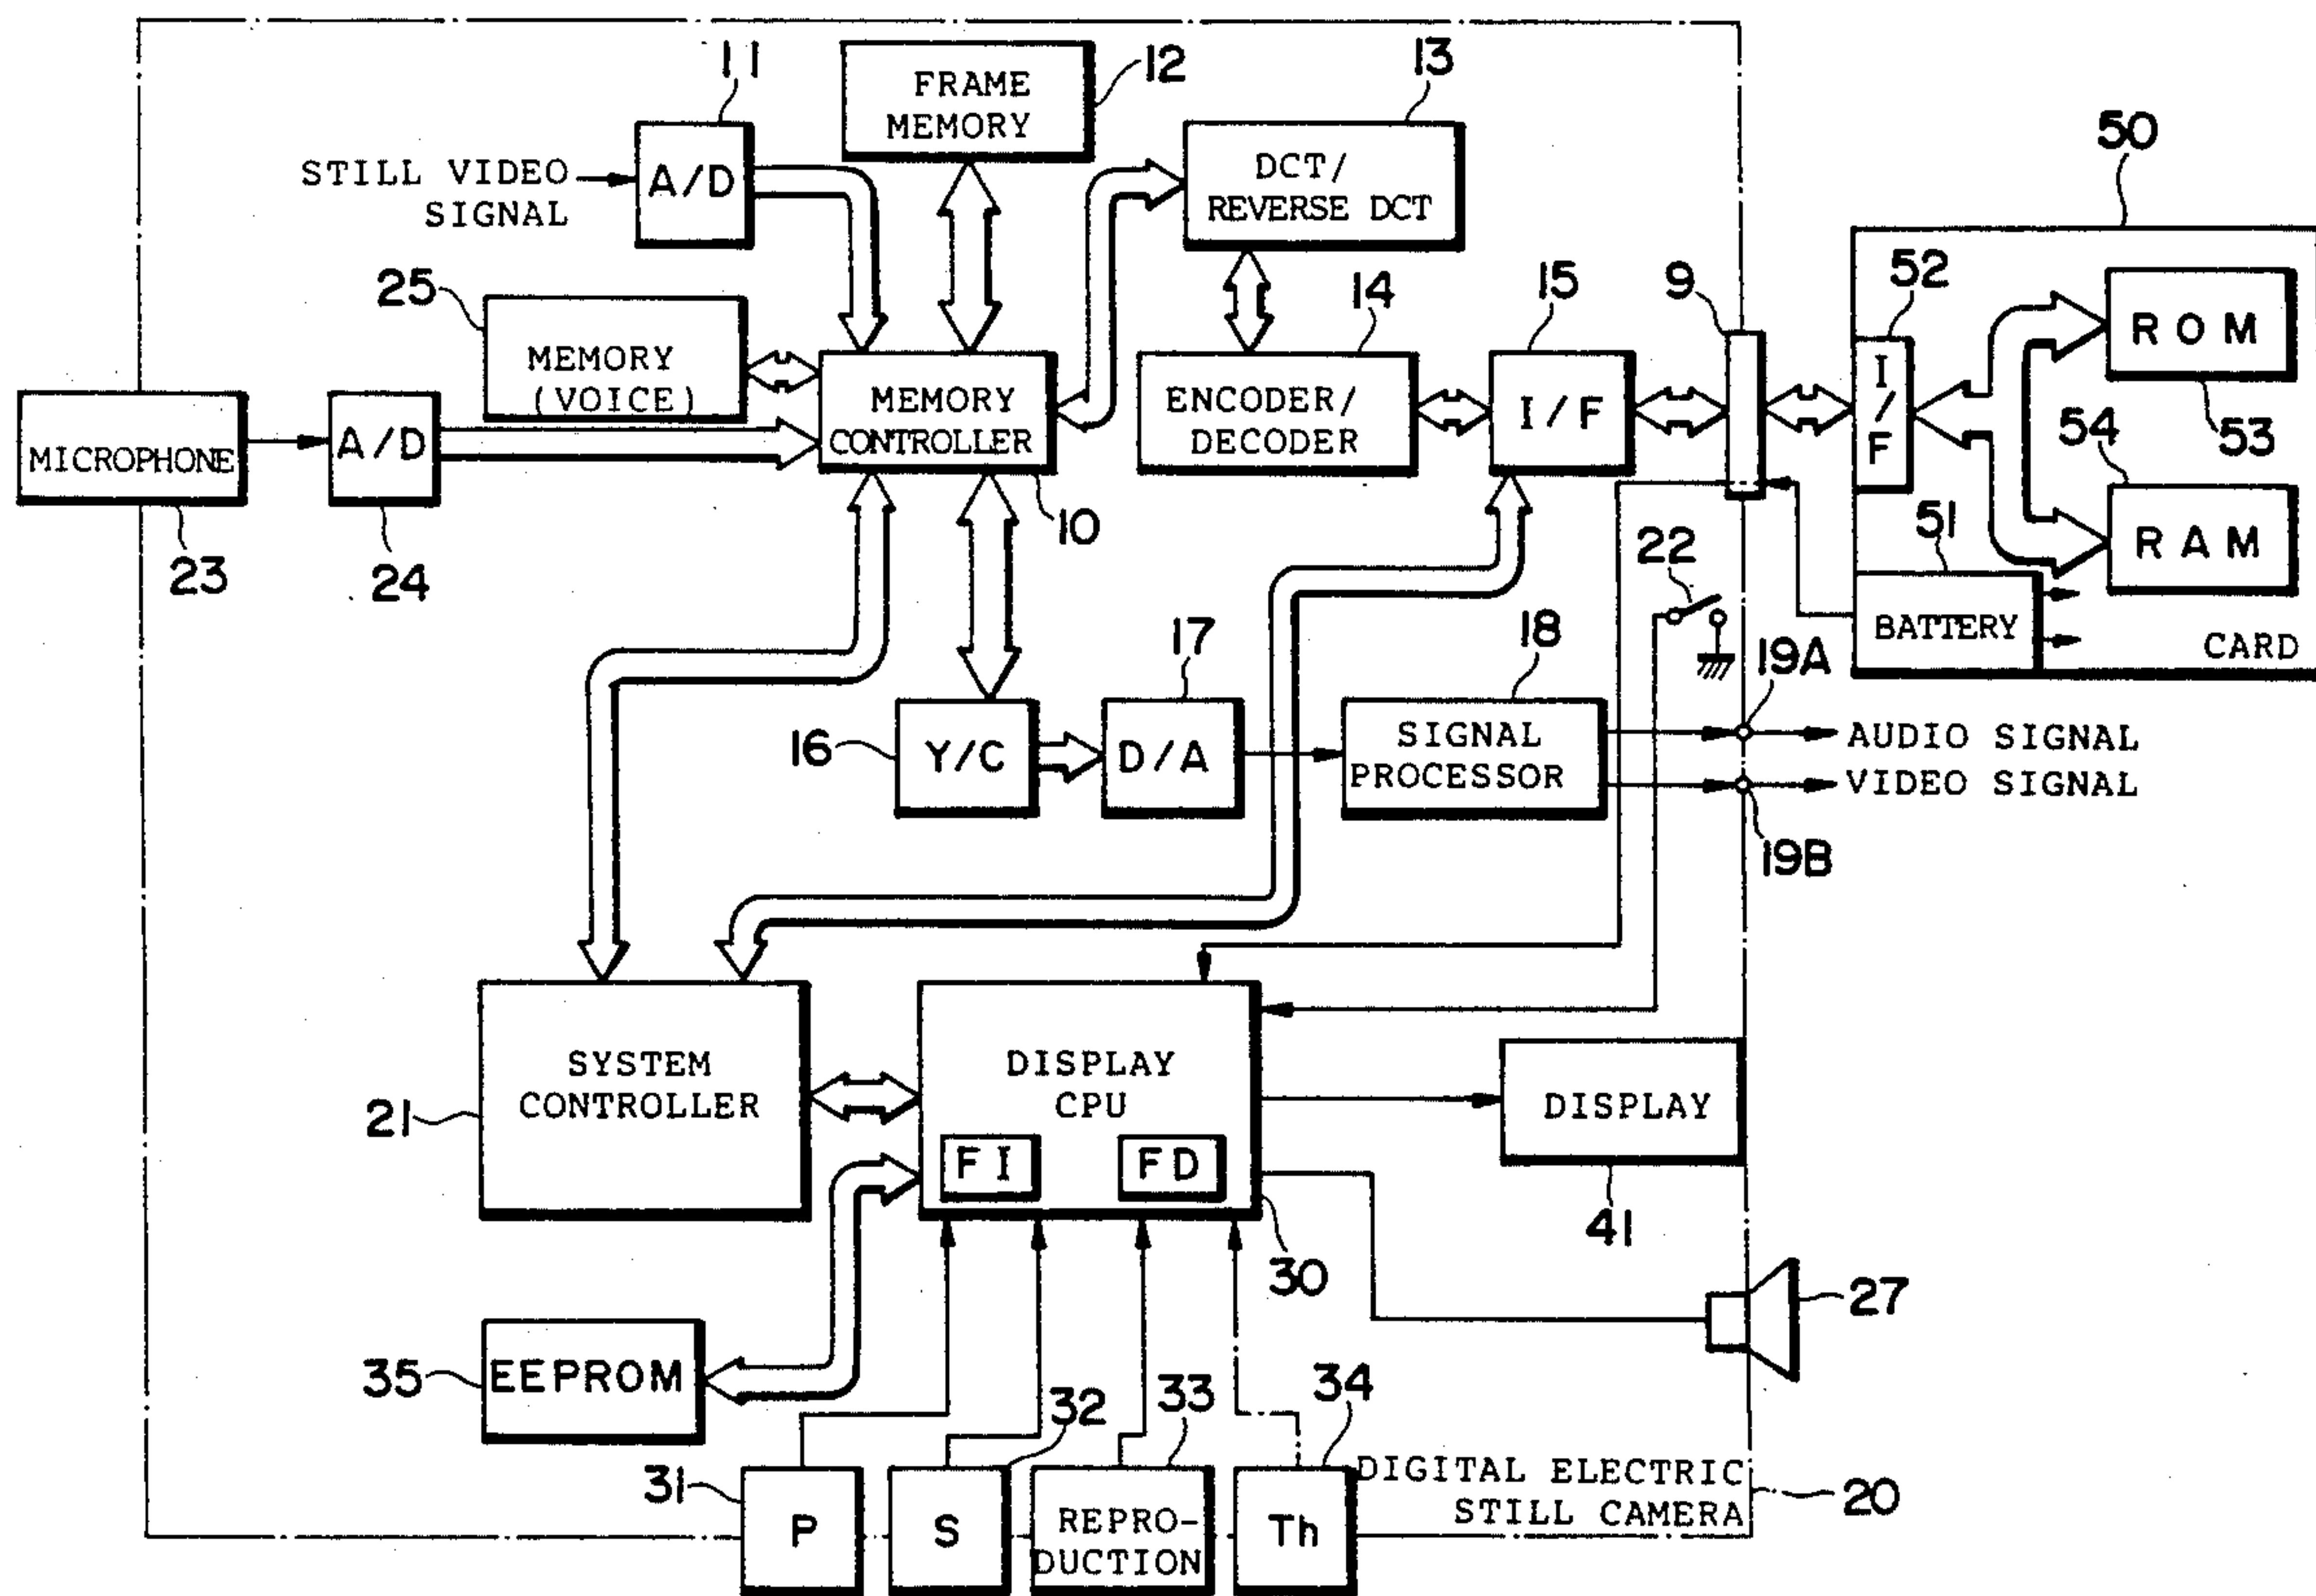 11
FRAME
MEMORY
12
13
STILL VIDEO
SIGNAL
A/D
DCT/
REVERSE DCT
50
25
MEMORY
(VOICE)
14
15
9
52
ROM
53
MICROPHONE
23
A/D
24
MEMORY
CONTROLLER
10
ENCODER/
DECODER
I/F
I/F
54
RAM
51
BATTERY
CARD
22
16
Y/C
17
D/A
18
SIGNAL
PROCESSOR
19A
AUDIO SIGNAL
VIDEO SIGNAL
19B
21
SYSTEM
CONTROLLER
DISPLAY
CPU
FI
FD
30
DISPLAY
41
27
35
EEPROM
31
P
32
S
33
REPRO-
DUCTION
34
Th
DIGITAL ELECTRIC
STILL CAMERA
20